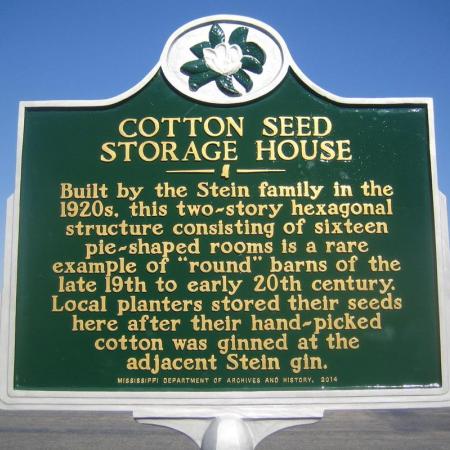 COTTON SEED
STORAGE HOUSE
Built by the Stein family in the
1920s, this two-story hexagonal
structure consisting of sixteen
pie-shaped rooms is a rare
example of "round" barns of the
late 19th to early 20th century.
Local planters stored their seeds
here after their hand-picked
cotton was ginned at the
adjacent Stein gin.
MISSISSIPPI DEPARTMENT OF ARCHIVES AND HISTORY, 2014